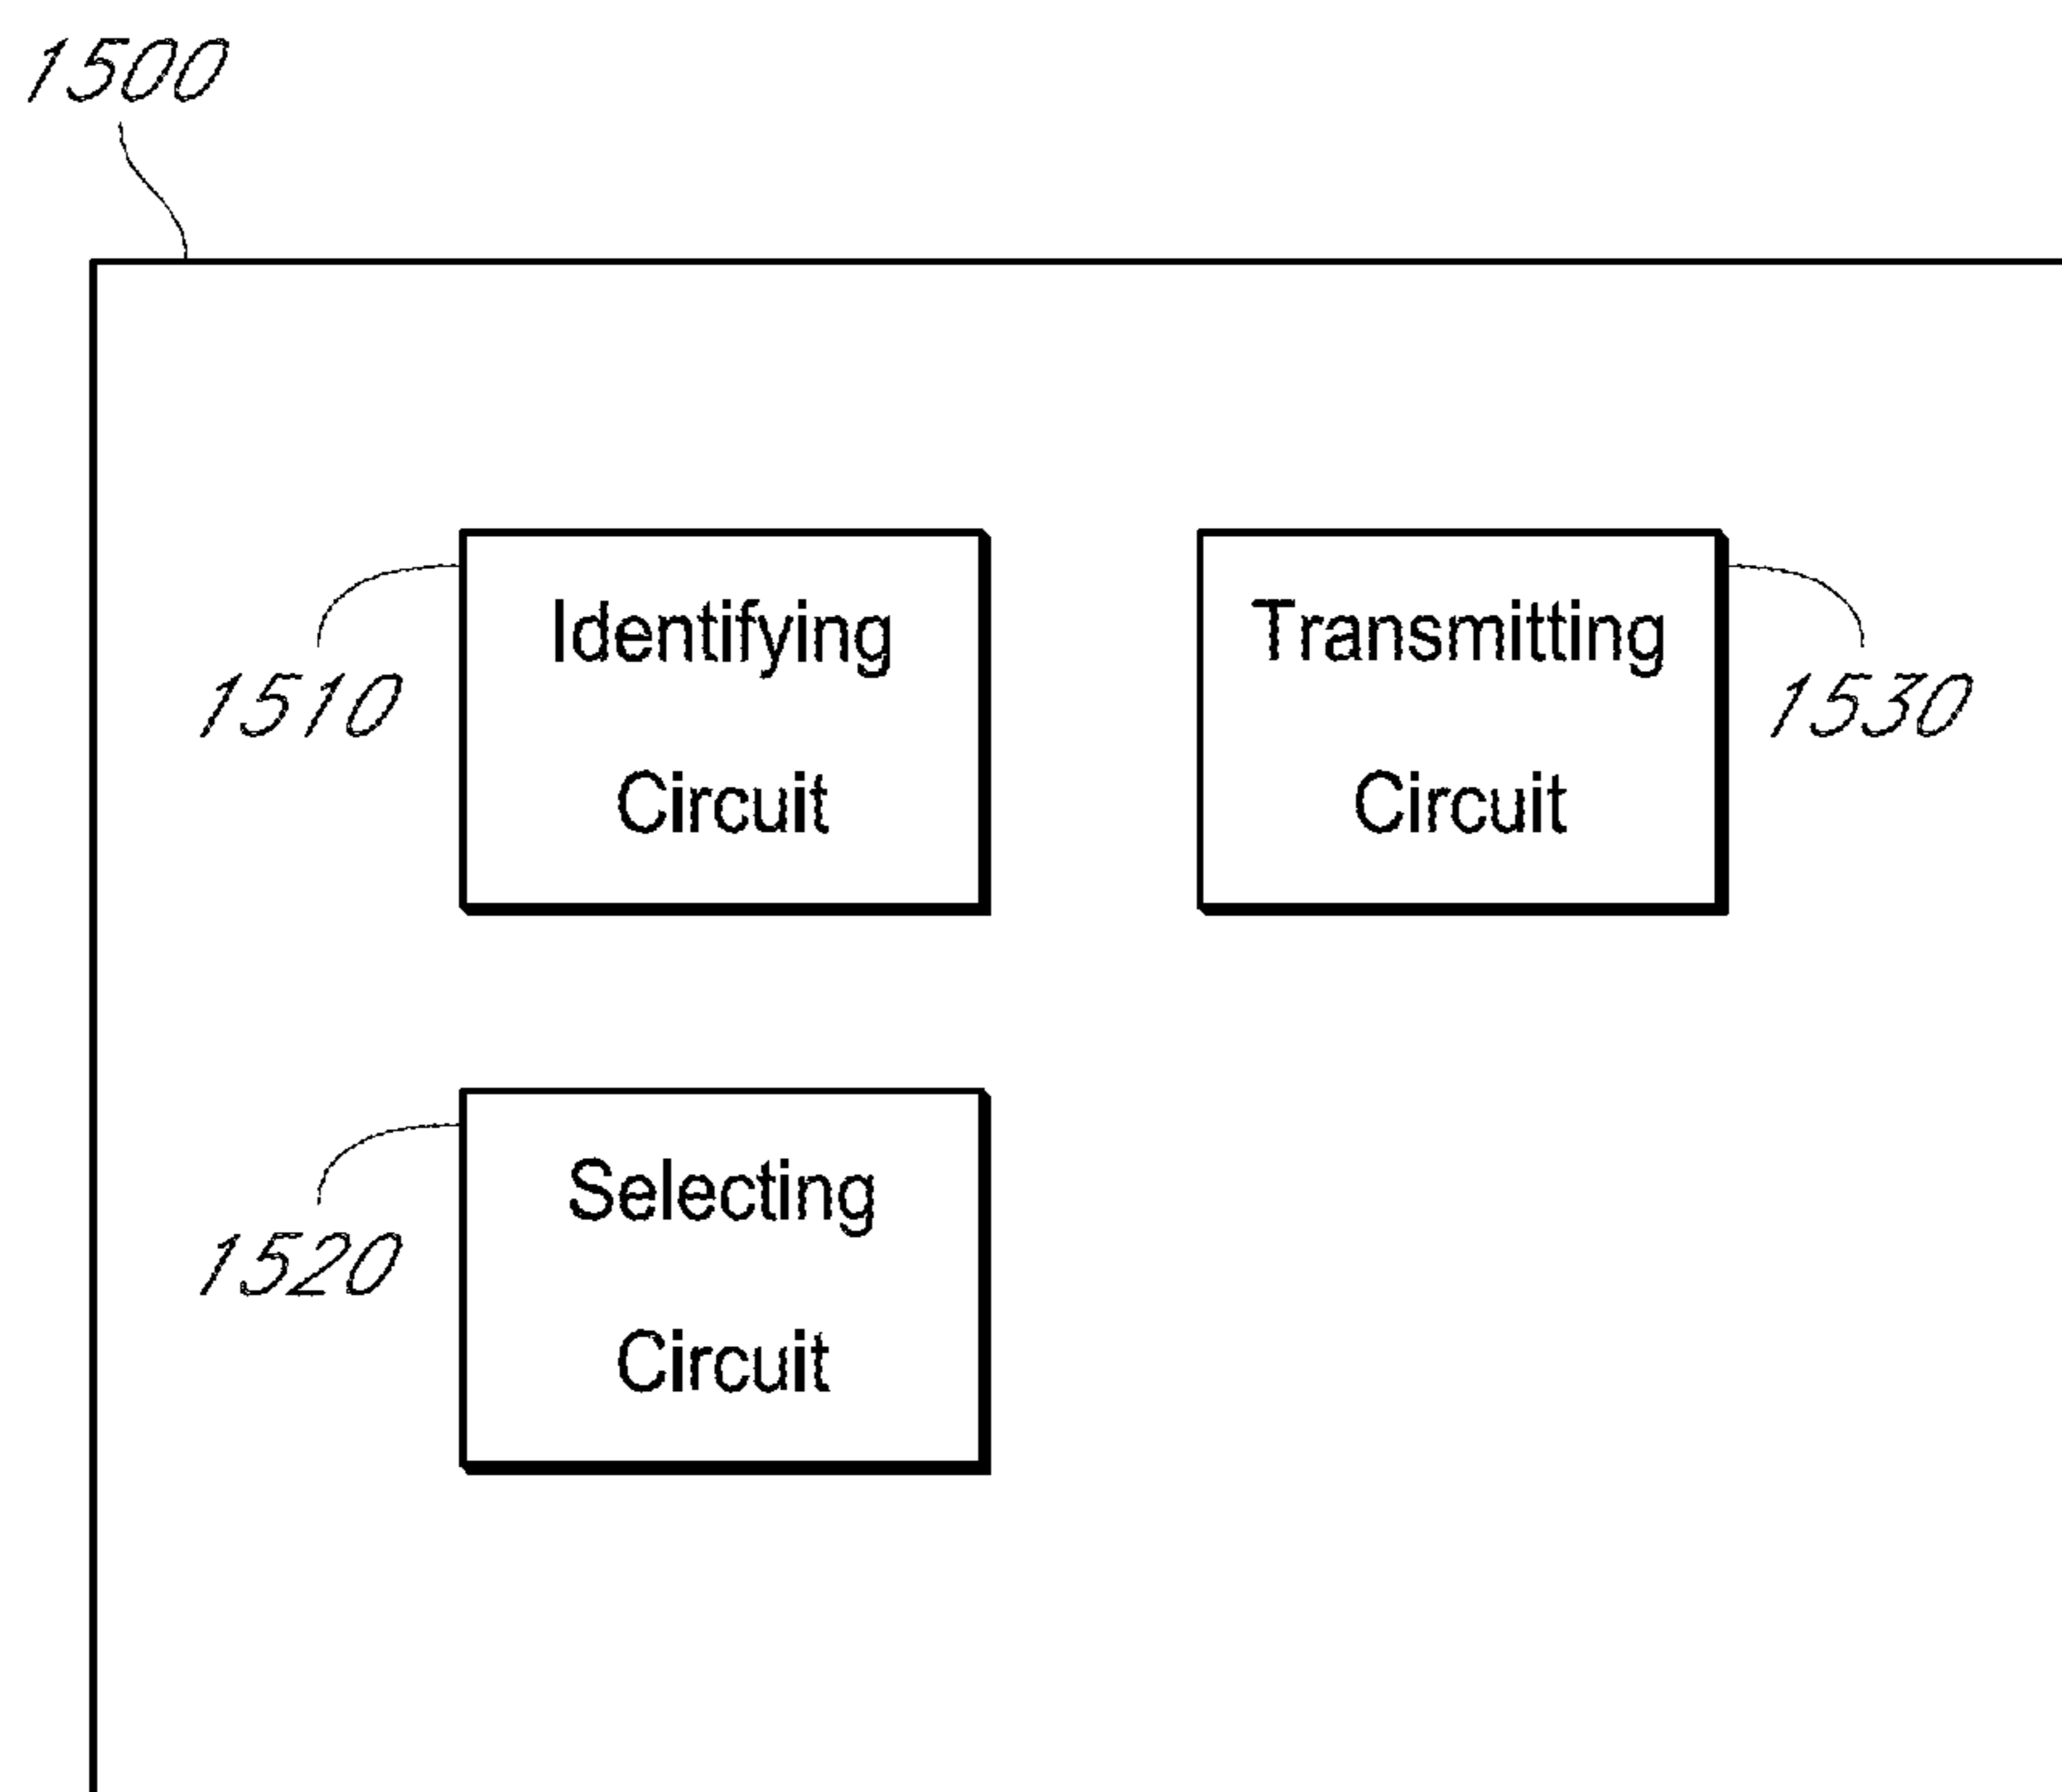 1500
Identifying
Circuit
1510
Transmitting
Circuit
1530
Selecting
Circuit
1520